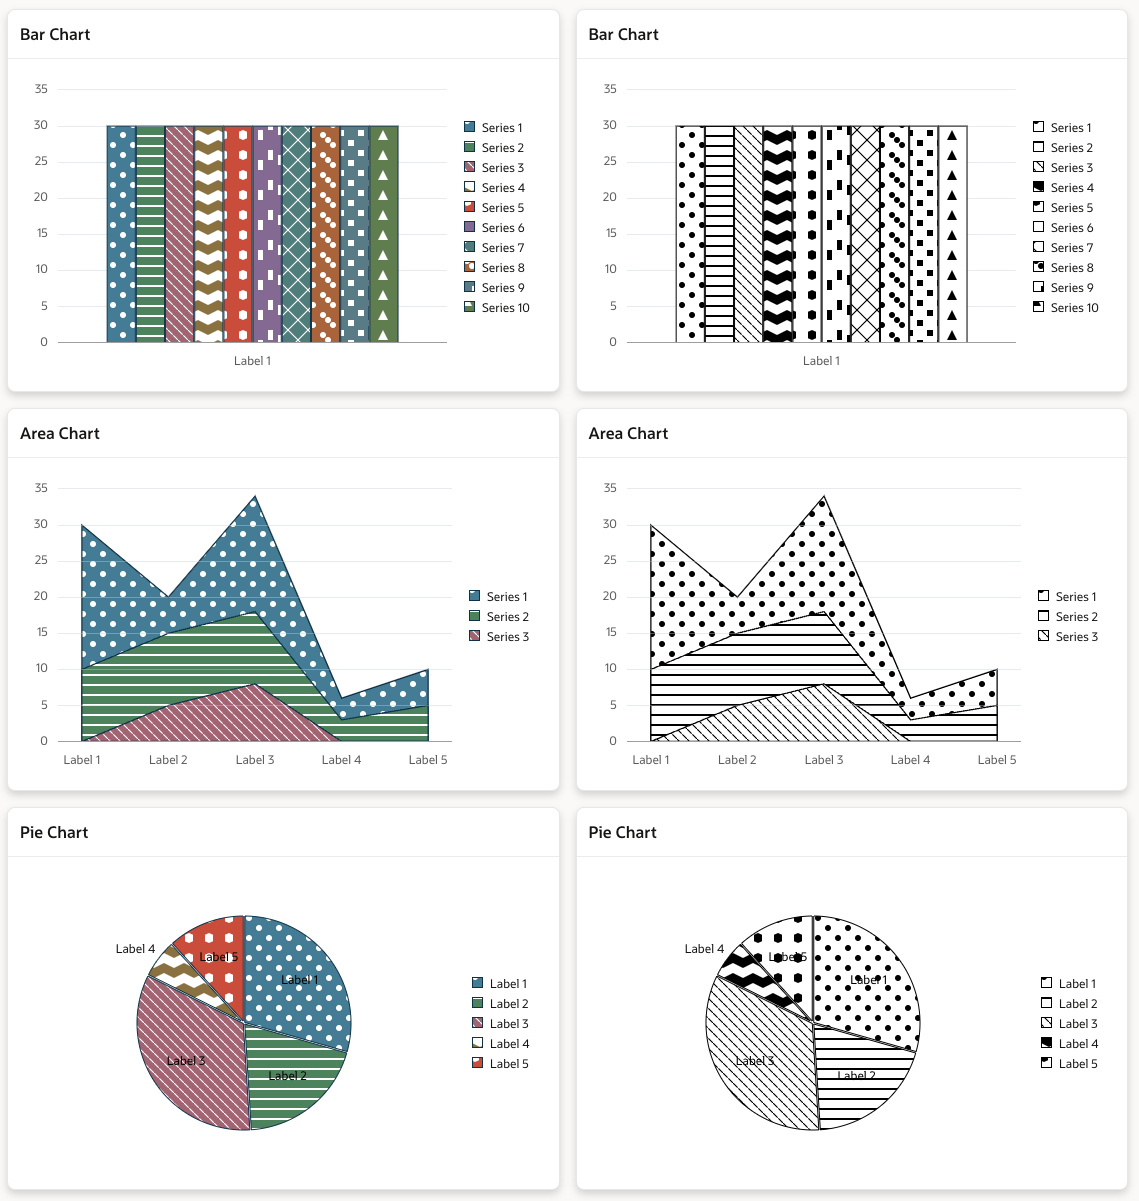 Bar Chart
35
30
25
20
15
10
5
0
Label 1
Series 1
Series 2
Series 3
Series 4
Series 5
Series 6
Series 7
Series 8
Series 9
Series 10
Bar Chart
35
30
25
20
15
10
5
0
Label 1
Series 1
Series 2
Series 3
Series 4
Series 5
Series 6
Series 7
Series 8
Series 9
Series 10
Area Chart
35
30
25
20
15
10
5
0
Label 1 Label 2 Label 3 Label 4 Label 5
Series 1
Series 2
Series 3
Area Chart
35
30
25
20
15
10
5
0
Label 1 Label 2 Label 3 Label 4 Label 5
Series 1
Series 2
Series 3
Pie Chart
Label 4
Label 5
Label 1
Label 3
Label 2
Label 1
Label 2
Label 3
Label 4
Label 5
Pie Chart
Label 4
Label 5
Label 1
Label 3
Label 2
Label 1
Label 2
Label 3
Label 4
Label 5